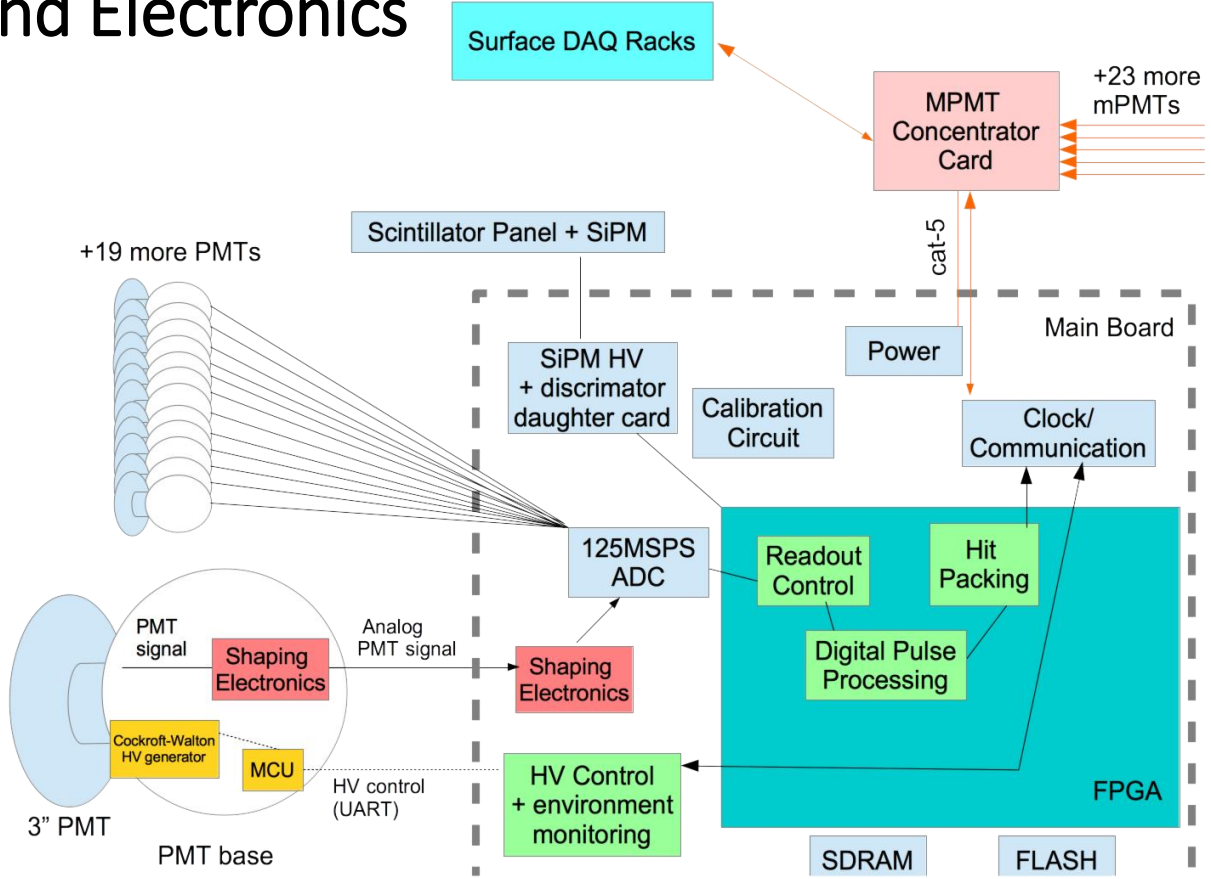 nd Electronics
Surface DAQ Racks
MPMT
Concentrator
Card
+23 more
mPMTs
cat-5
Scintillator Panel + SiPM
+19 more PMTs
Main Board
Power
SiPM HV
+ discrimator
daughter card
Calibration
Circuit
Clock/
Communication
125MSPS
ADC
Readout
Control
Hit
Packing
Digital Pulse
Processing
FPGA
PMT
signal
Shaping
Electronics
Analog
PMT signal
Shaping
Electronics
Cockroft-Walton
HV generator
MCU
HV control
(UART)
HV Control
+ environment
monitoring
3” PMT
PMT base
SDRAM
FLASH